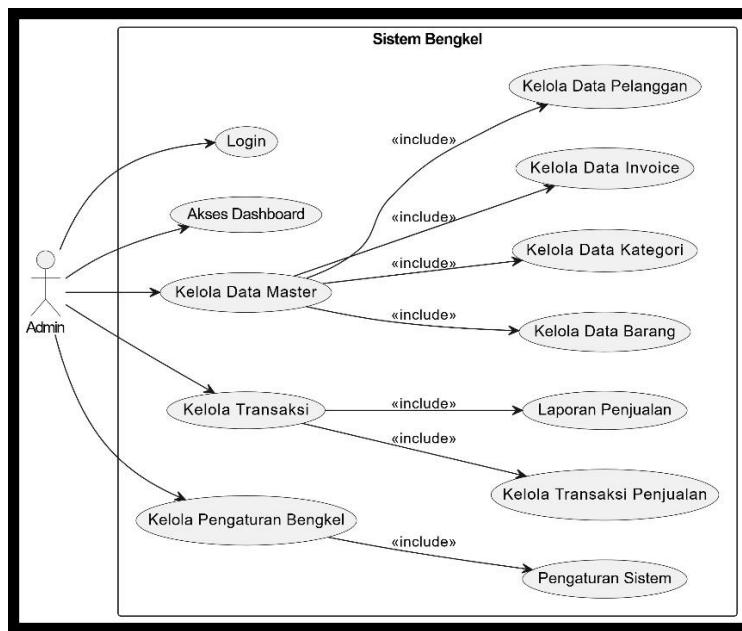 Sistem Bengkel
Kelola Data Pelanggan
«include»
Login
Kelola Data Invoice
«include»
Akses Dashboard
Kelola Data Kategori
«include»
Kelola Data Master
Admin
«include»
Kelola Data Barang
Kelola Transaksi
«include»
Laporan Penjualan
«include»
Kelola Transaksi Penjualan
Kelola Pengaturan Bengkel
«include»
Pengaturan Sistem